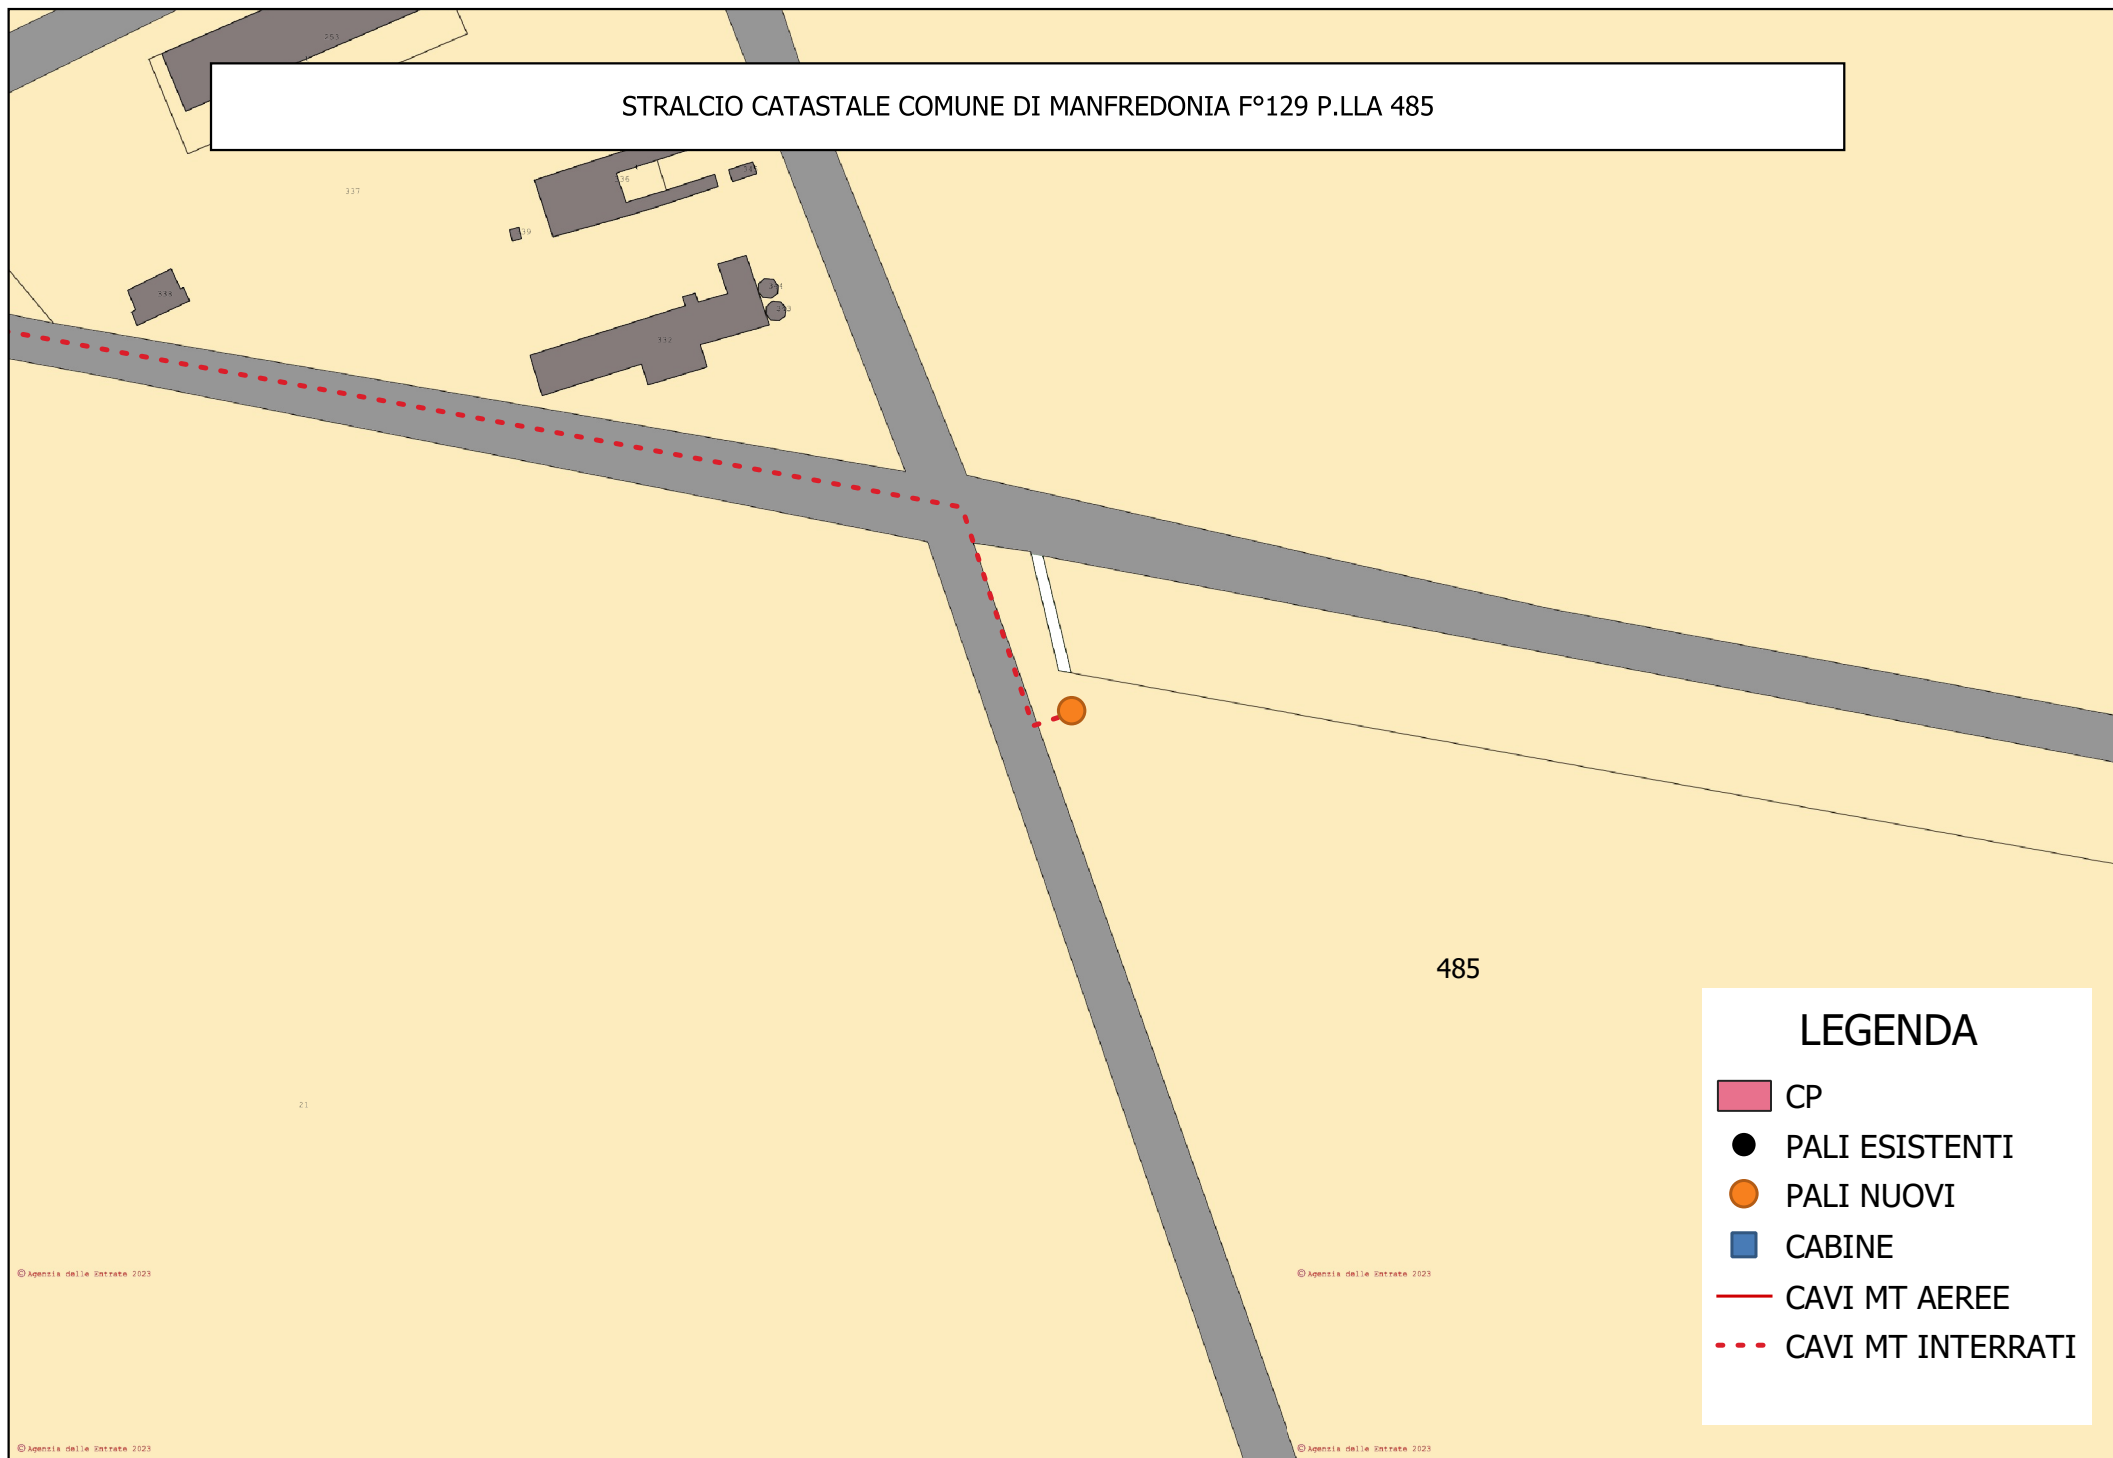 253
STRALCIO CATASTALE COMUNE DI MANFREDONIA F°129 P.LLA 485
337
332
485
LEGENDA
CP
PALI ESISTENTI
PALI NUOVI
CABINE
CAVI MT AEREE
CAVI MT INTERRATI
21
© Agenzia delle Entrate 2023
© Agenzia delle Entrate 2023
© Agenzia delle Entrate 2023
© Agenzia delle Entrate 2023